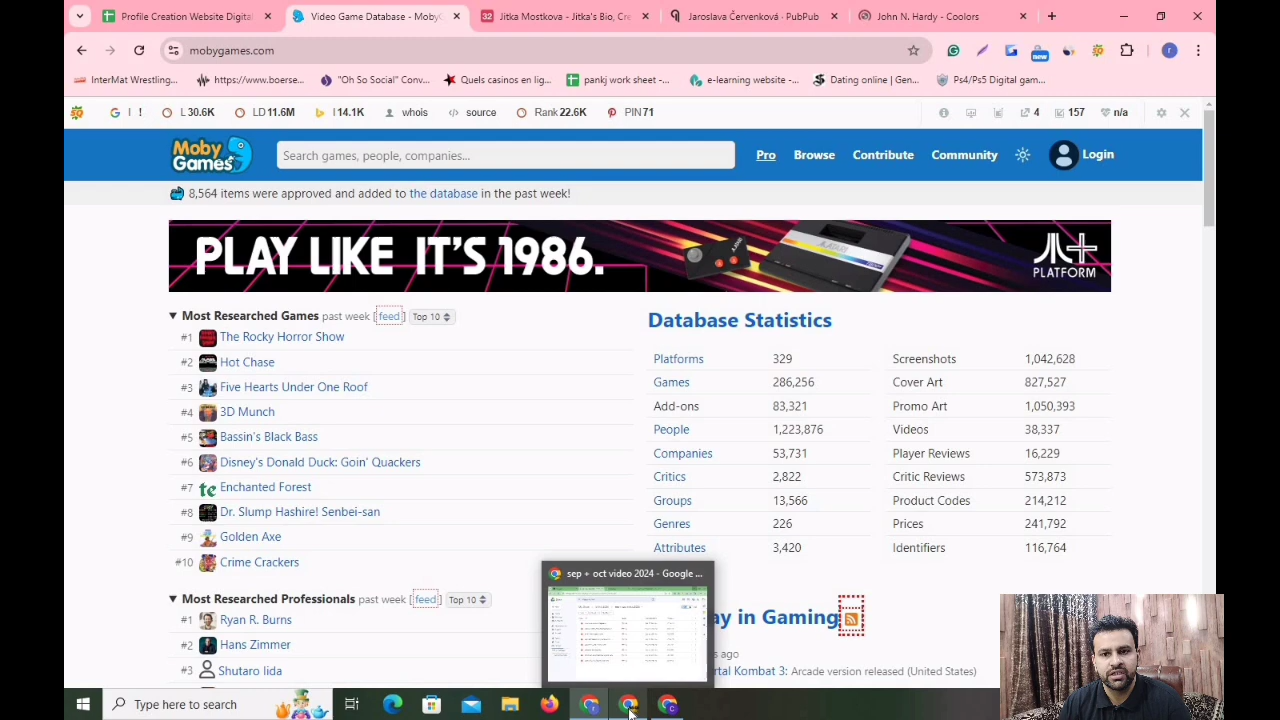 Profile Creation Website Digital
Video Game Database - MobyG
Jitka Mostkova - Jitka's Bio, Cre
Jaroslava Červenková · PubPub
John N. Hardy - Coolors
mobygames.com
new
InterMat Wrestling...
https://www.boerse...
"Oh So Social" Conv...
Quels casinos en lig...
pankj work sheet -...
e-learning website -...
Dating online | Gen...
Ps4/Ps5 Digital gam...
I !
L 30.6K
LD 11.6M
I 14.1K
whois
source
Rank 22.6K
PIN 71
4
157
n/a
Moby Games
Search games, people, companies...
Pro
Browse
Contribute
Community
Login
8,564 items were approved and added to the database in the past week!
PLAY LIKE IT'S 1986.
ATARI
PLATFORM
Most Researched Games past week [feed] Top 10
#1 The Rocky Horror Show
#2 Hot Chase
#3 Five Hearts Under One Roof
#4 3D Munch
#5 Bassin's Black Bass
#6 Disney's Donald Duck: Goin' Quackers
#7 Enchanted Forest
#8 Dr. Slump Hashire! Senbei-san
#9 Golden Axe
#10 Crime Crackers
Database Statistics
Platforms 329 Screenshots 1,042,628
Games 286,256 Cover Art 827,527
Add-ons 83,321 Promo Art 1,050,393
People 1,223,876 Videos 38,337
Companies 53,731 Player Reviews 16,229
Critics 2,822 Critic Reviews 573,873
Groups 13,566 Product Codes 214,212
Genres 226 Prices 241,792
Attributes 3,420 Identifiers 116,764
Most Researched Professionals past week [feed] Top 10
#1 Ryan R. Burns
#2 Hans Zimmer
Shutaro Iida
sep + oct video 2024 - Google ...
ay in Gaming
s ago
rtal Kombat 3: Arcade version released (United States)
Type here to search